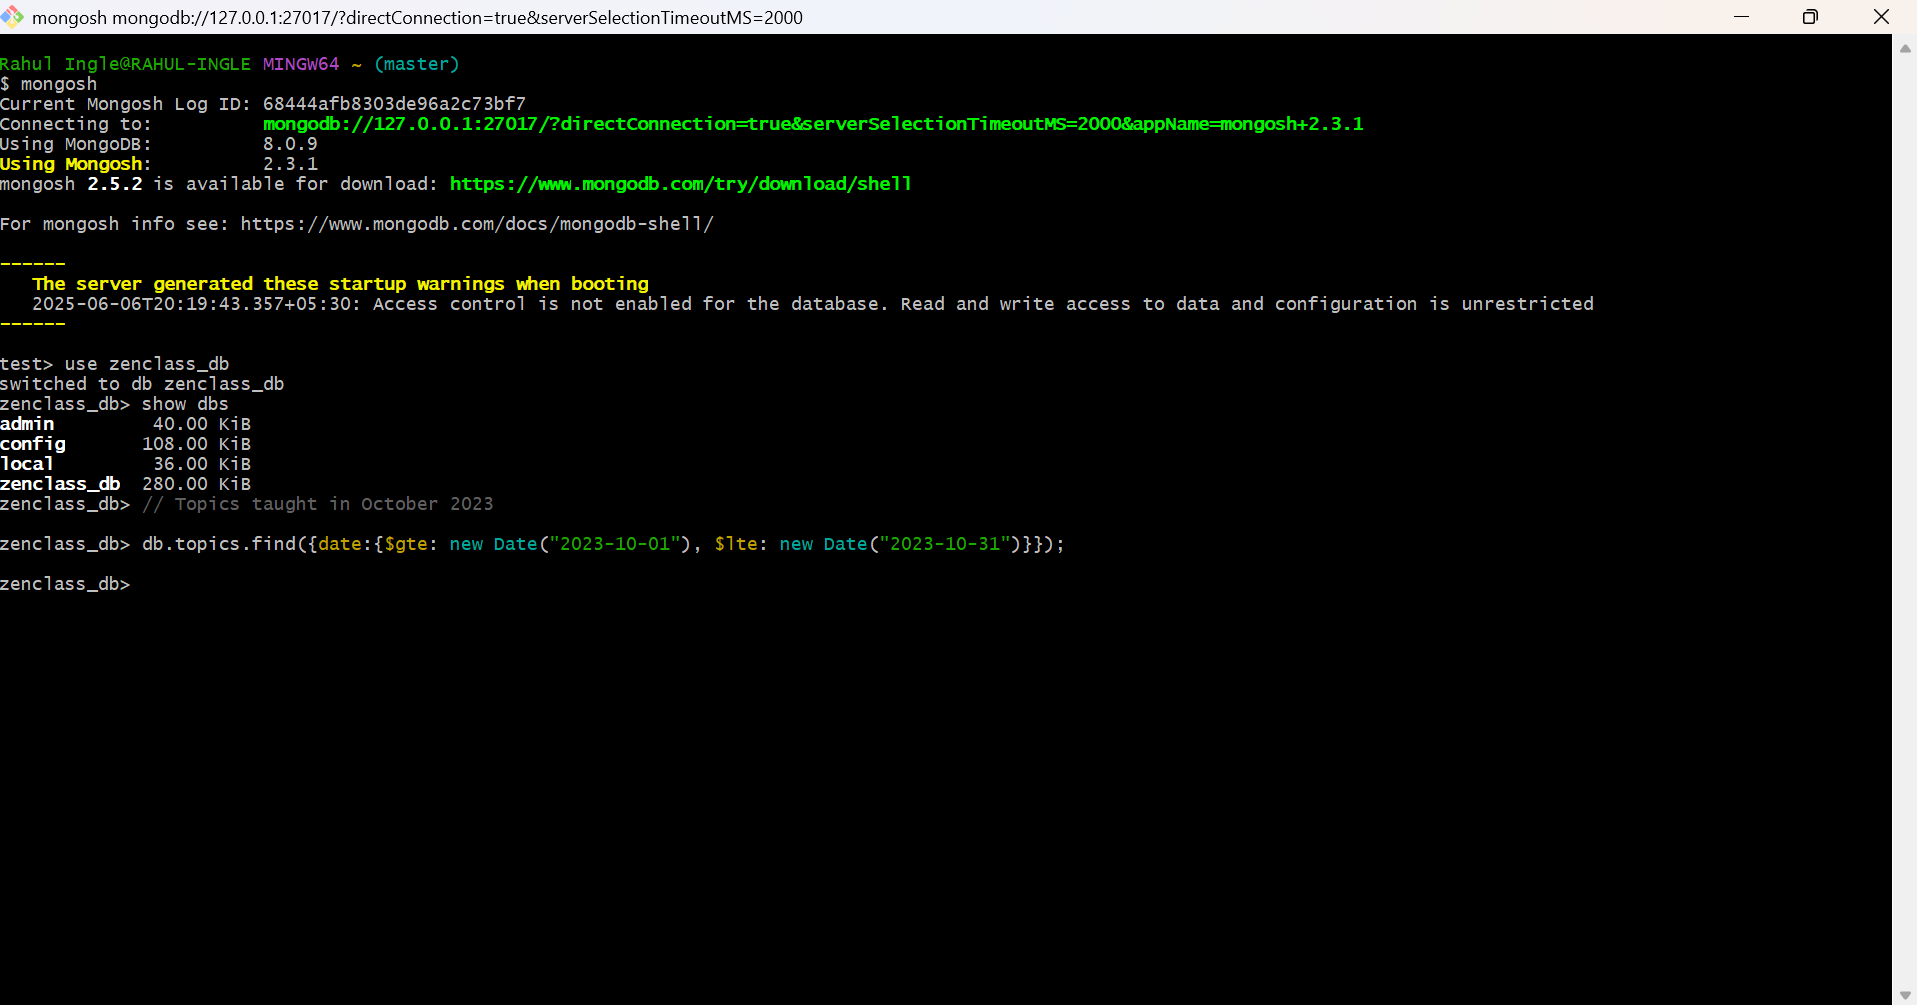 mongosh mongodb://127.0.0.1:27017/?directConnection=true&serverSelectionTimeoutMS=2000
Rahul Ingle@RAHUL-INGLE MINGW64 ~ (master)
$ mongosh
Current Mongosh Log ID: 68444afb8303de96a2c73bf7
Connecting to:          mongodb://127.0.0.1:27017/?directConnection=true&serverSelectionTimeoutMS=2000&appName=mongosh+2.3.1
Using MongoDB:          8.0.9
Using Mongosh:          2.3.1
mongosh 2.5.2 is available for download: https://www.mongodb.com/try/download/shell
For mongosh info see: https://www.mongodb.com/docs/mongodb-shell/
------
   The server generated these startup warnings when booting
   2025-06-06T20:19:43.357+05:30: Access control is not enabled for the database. Read and write access to data and configuration is unrestricted
------
test> use zenclass_db
switched to db zenclass_db
zenclass_db> show dbs
admin         40.00 KiB
config       108.00 KiB
local         36.00 KiB
zenclass_db  280.00 KiB
zenclass_db> // Topics taught in October 2023
zenclass_db> db.topics.find({date:{$gte: new Date("2023-10-01"), $lte: new Date("2023-10-31")}});
zenclass_db>